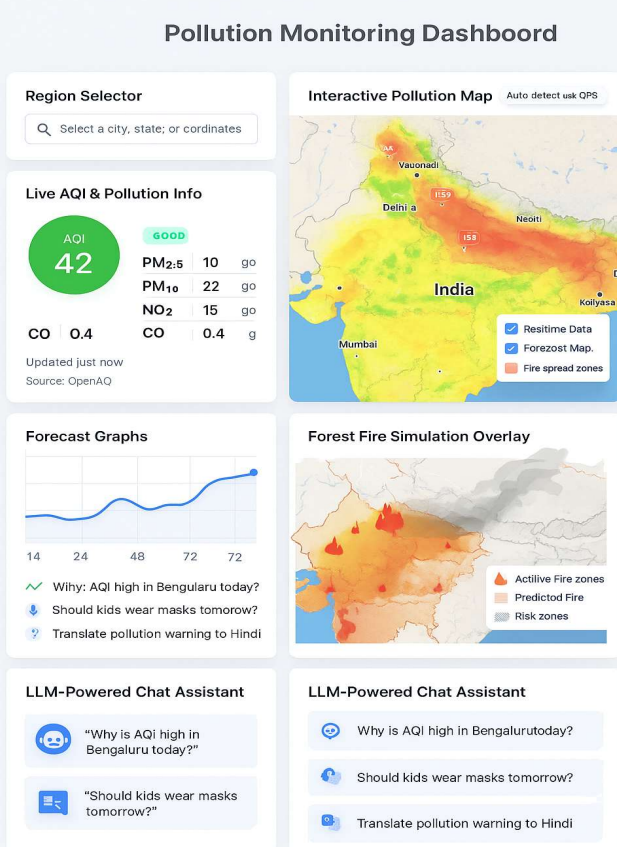 Pollution Monitoring Dashboord
Region Selector
Select a city, state; or cordinates
Live AQI & Pollution Info
AQI
42
GOOD
PM2:5 10 go
PM10 22 go
NO2 15 go
CO 0.4 g
CO 0.4
Updated just now
Source: OpenAQ
Interactive Pollution Map
Auto detect usk QPS
Vauonadi
Delhi a
Neoiti
158
India
Koilyasa
Mumbai
Resitime Data
Forezost Map.
Fire spread zones
Forecast Graphs
14 24 48 72 72
Why: AQI high in Bengularu today?
Should kids wear masks tomorow?
Translate pollution warning to Hindi
Forest Fire Simulation Overlay
Actilive Fire zones
Predictod Fire
Risk zones
LLM-Powered Chat Assistant
“Why is AQi high in
Bengaluru today?”
“Should kids wear masks
tomorrow?”
LLM-Powered Chat Assistant
Why is AQI high in Bengalurutoday?
Should kids wear masks tomorrow?
Translate pollution warning to Hindi